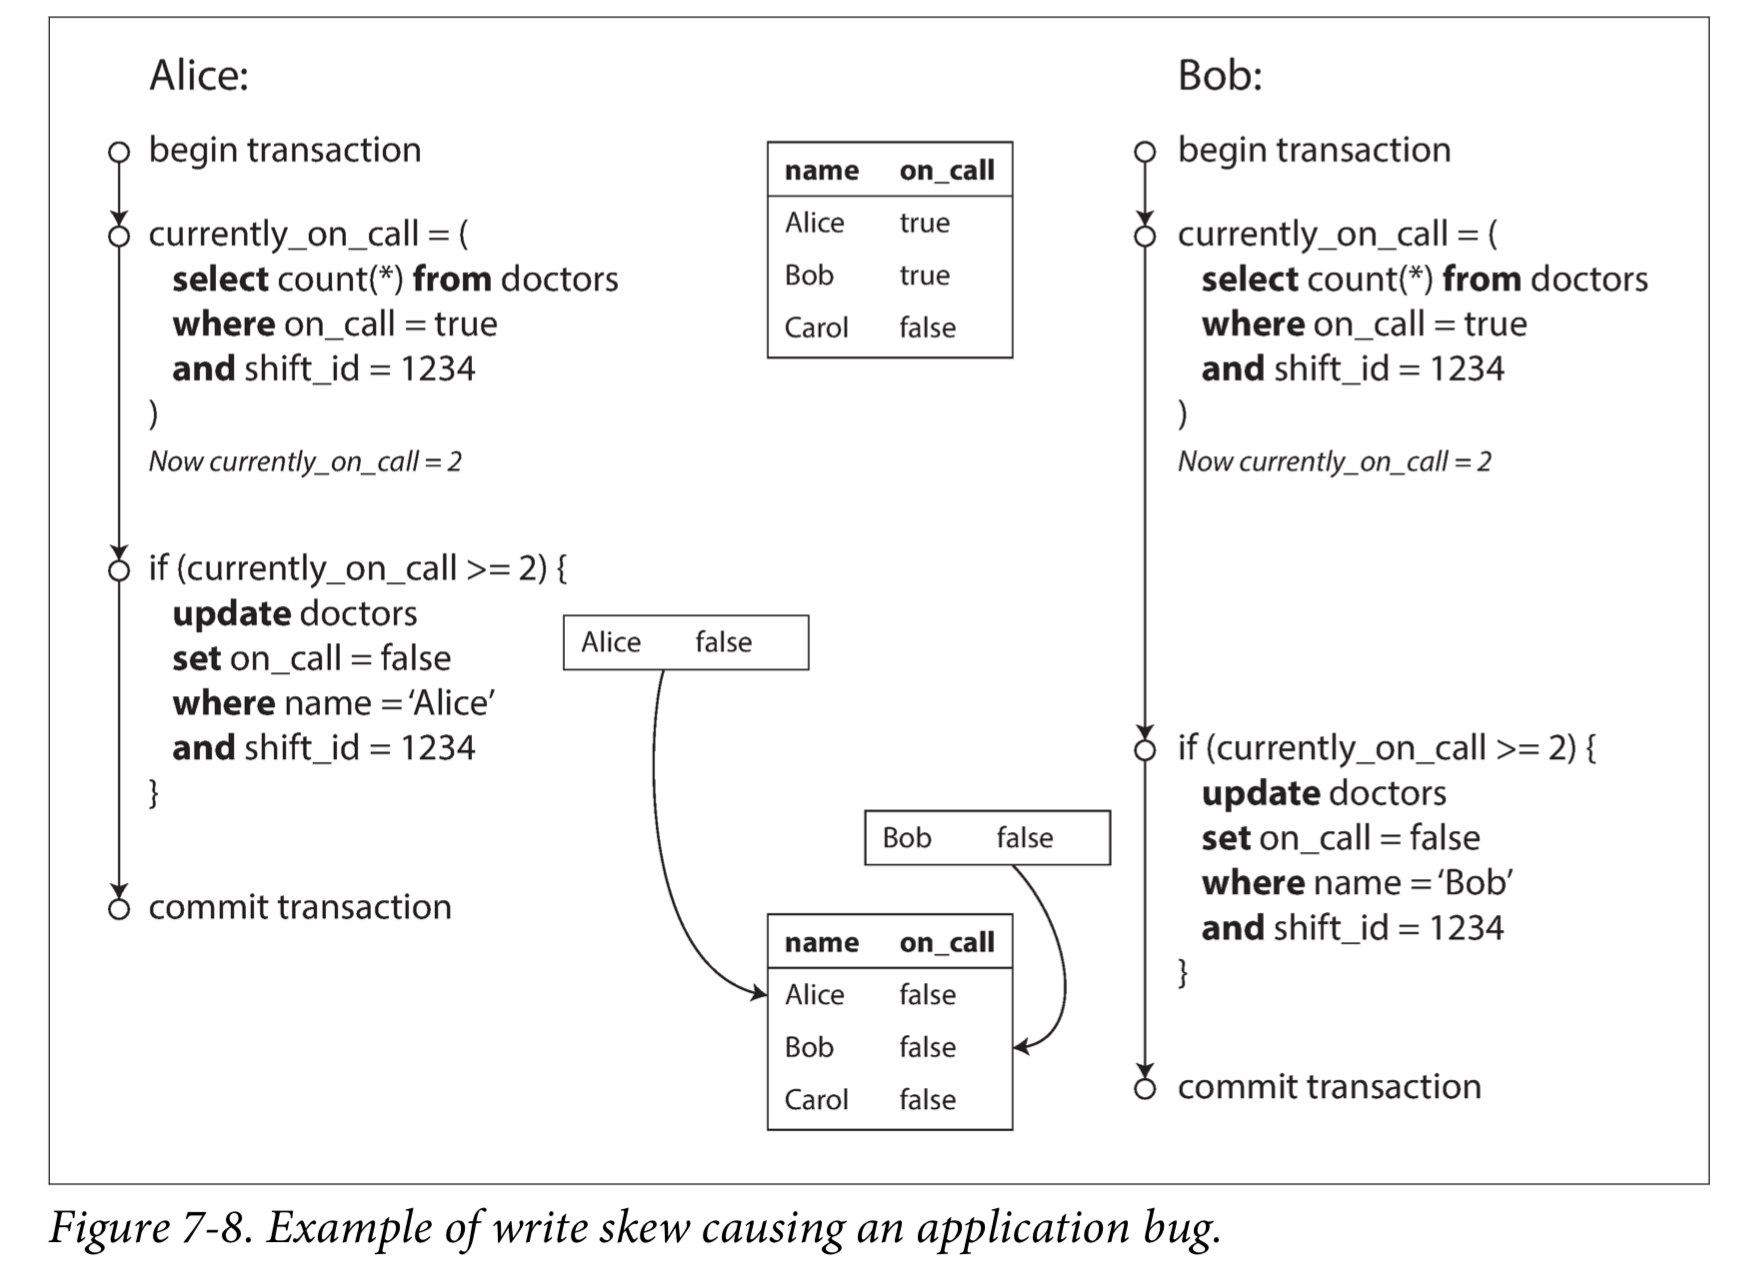 Alice:
begin transaction
currently_on_call = (
select count(*) from doctors
where on_call = true
and shift_id = 1234
)
Now currently_on_call = 2
if (currently_on_call >= 2) {
update doctors
set on_call = false
where name = ‘Alice’
and shift_id = 1234
}
commit transaction
name on_call
Alice true
Bob true
Carol false
Alice false
Bob false
name on_call
Alice false
Bob false
Carol false
Bob:
begin transaction
currently_on_call = (
select count(*) from doctors
where on_call = true
and shift_id = 1234
)
Now currently_on_call = 2
if (currently_on_call >= 2) {
update doctors
set on_call = false
where name = ‘Bob’
and shift_id = 1234
}
commit transaction
Figure 7-8. Example of write skew causing an application bug.